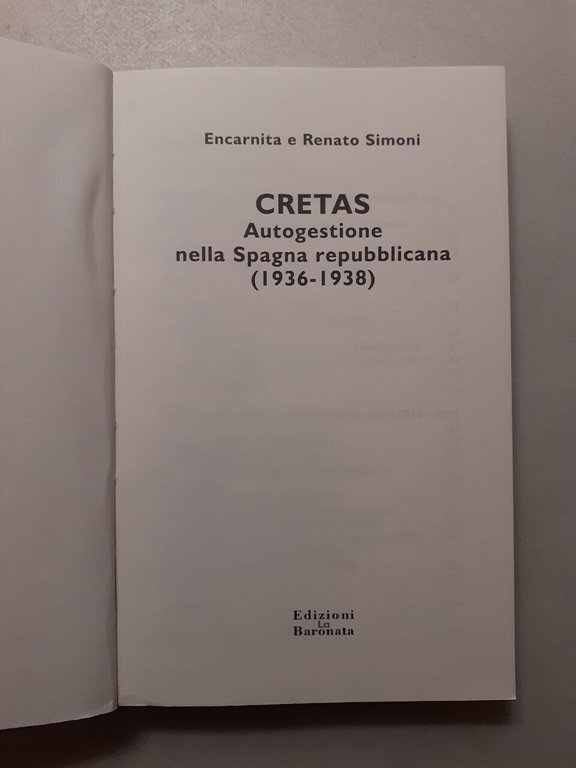 Encarnita e Renato Simoni
CRETAS
Autogestione
nella Spagna repubblicana
(1936-1938)
Edizioni
La
Baronata